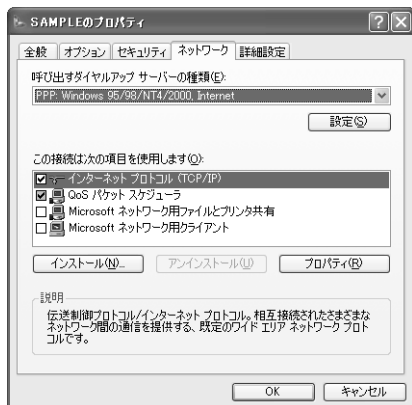 SAMPLEのプロパティ
全般 オプション セキュリティ ネットワーク 詳細設定
呼び出すダイヤルアップ サーバーの種類(E):
PPP: Windows 95/98/NT4/2000, Internet
設定(S)
この接続は次の項目を使用します(O):
インターネット プロトコル (TCP/IP)
QoS パケット スケジューラ
Microsoft ネットワーク用ファイルとプリンタ共有
Microsoft ネットワーク用クライアント
インストール(N)... アンインストール(U) プロパティ(R)
説明
伝送制御プロトコル/インターネット プロトコル。相互接続されたさまざまな
ネットワーク間の通信を提供する、既定のワイド エリア ネットワーク プロト
コルです。
OK キャンセル